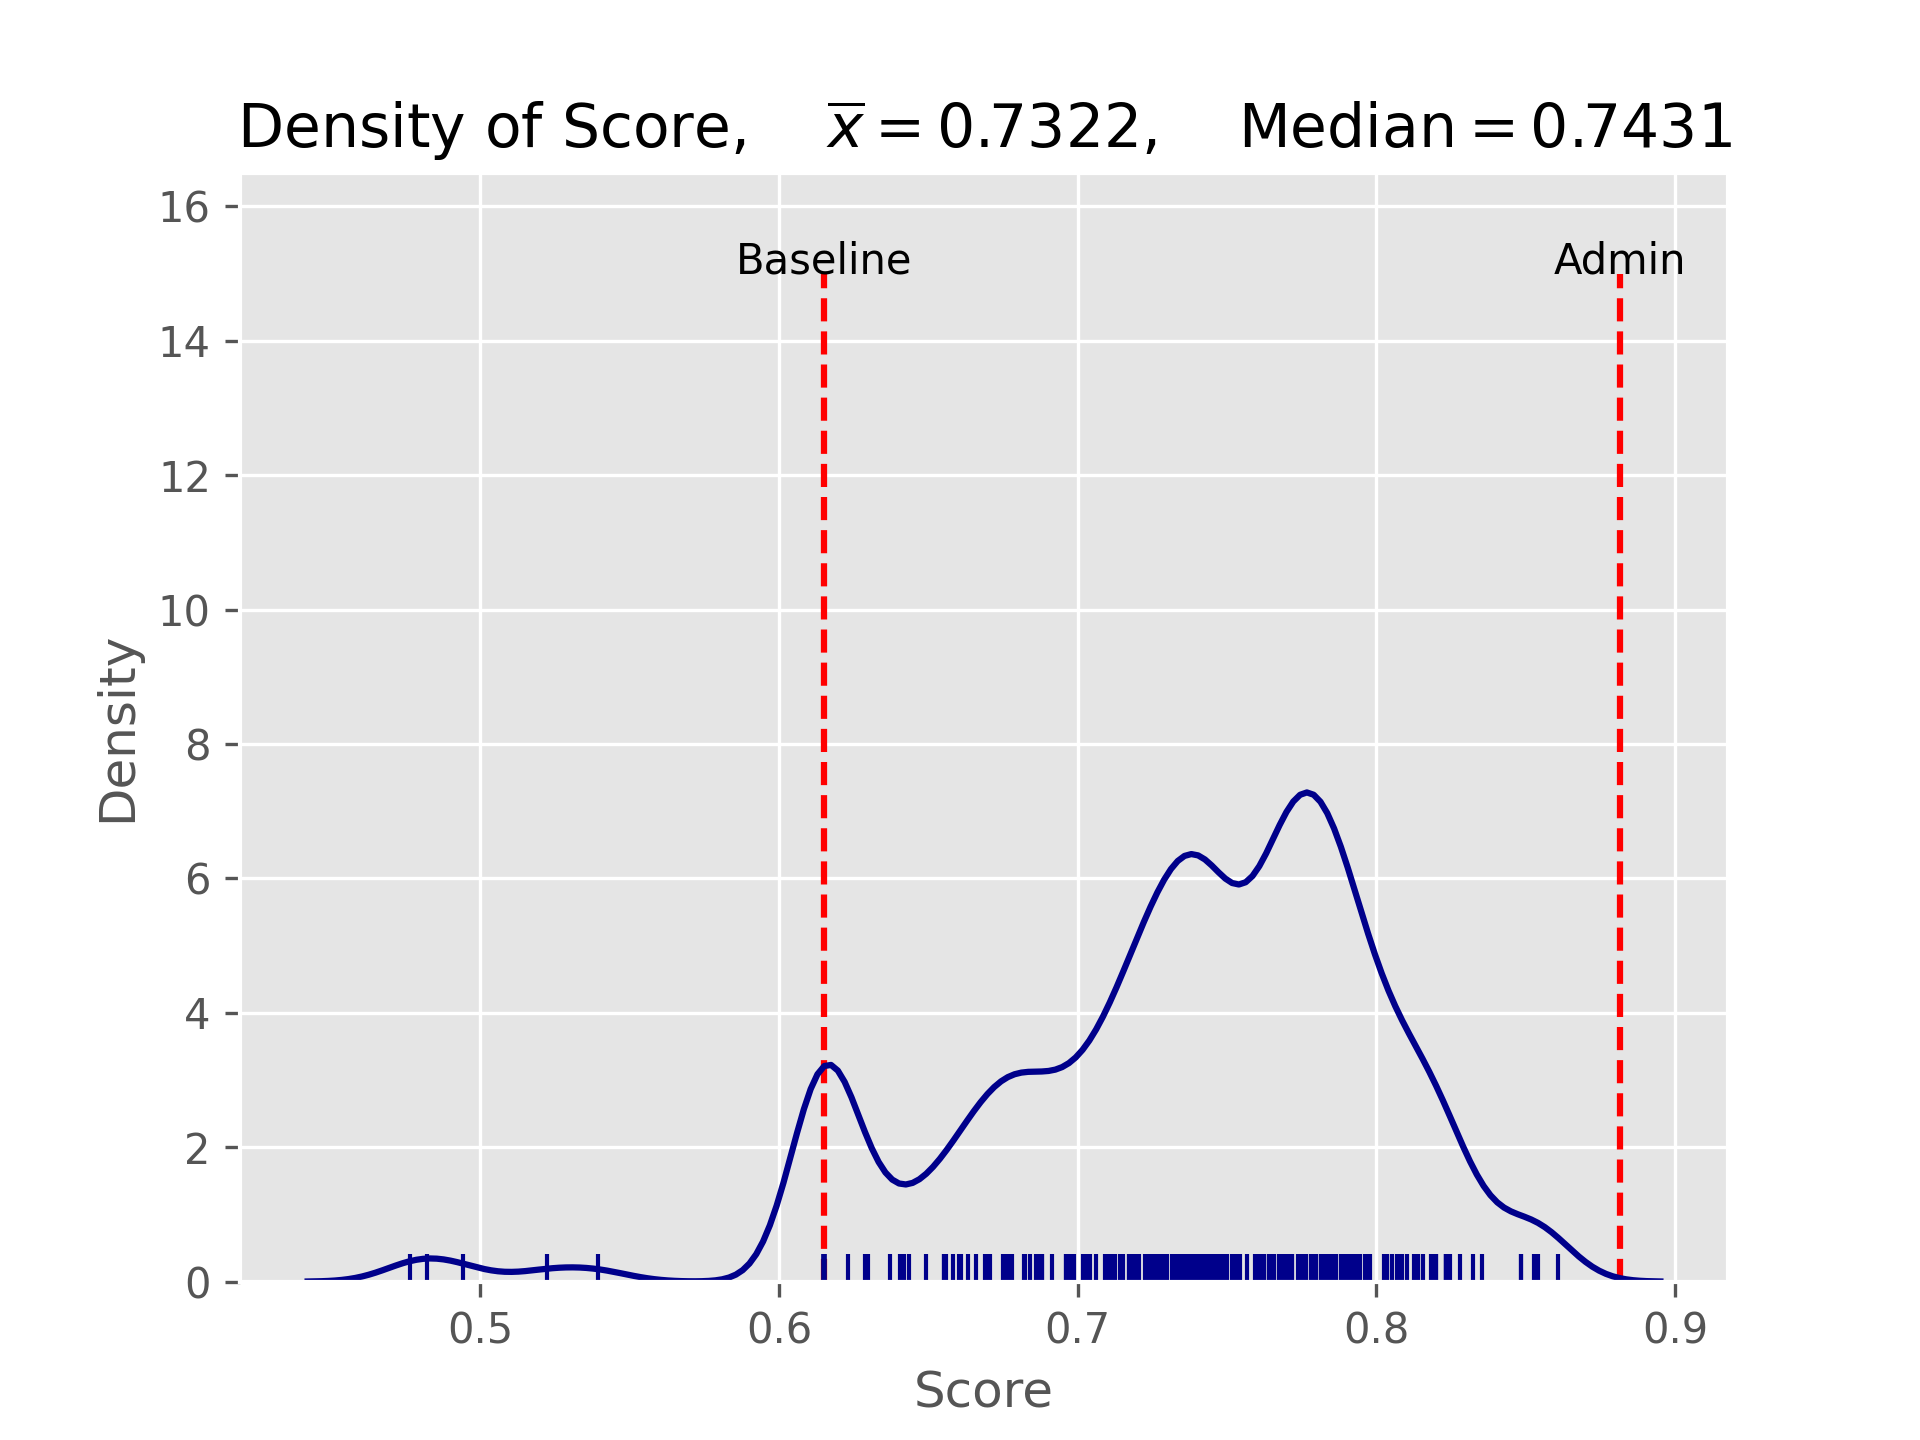 Density of Score, x̅ = 0.7322, Median = 0.7431
16
Baseline Admin
14
12
10
8
6
4
2
0
Density
0.5 0.6 0.7 0.8 0.9
Score